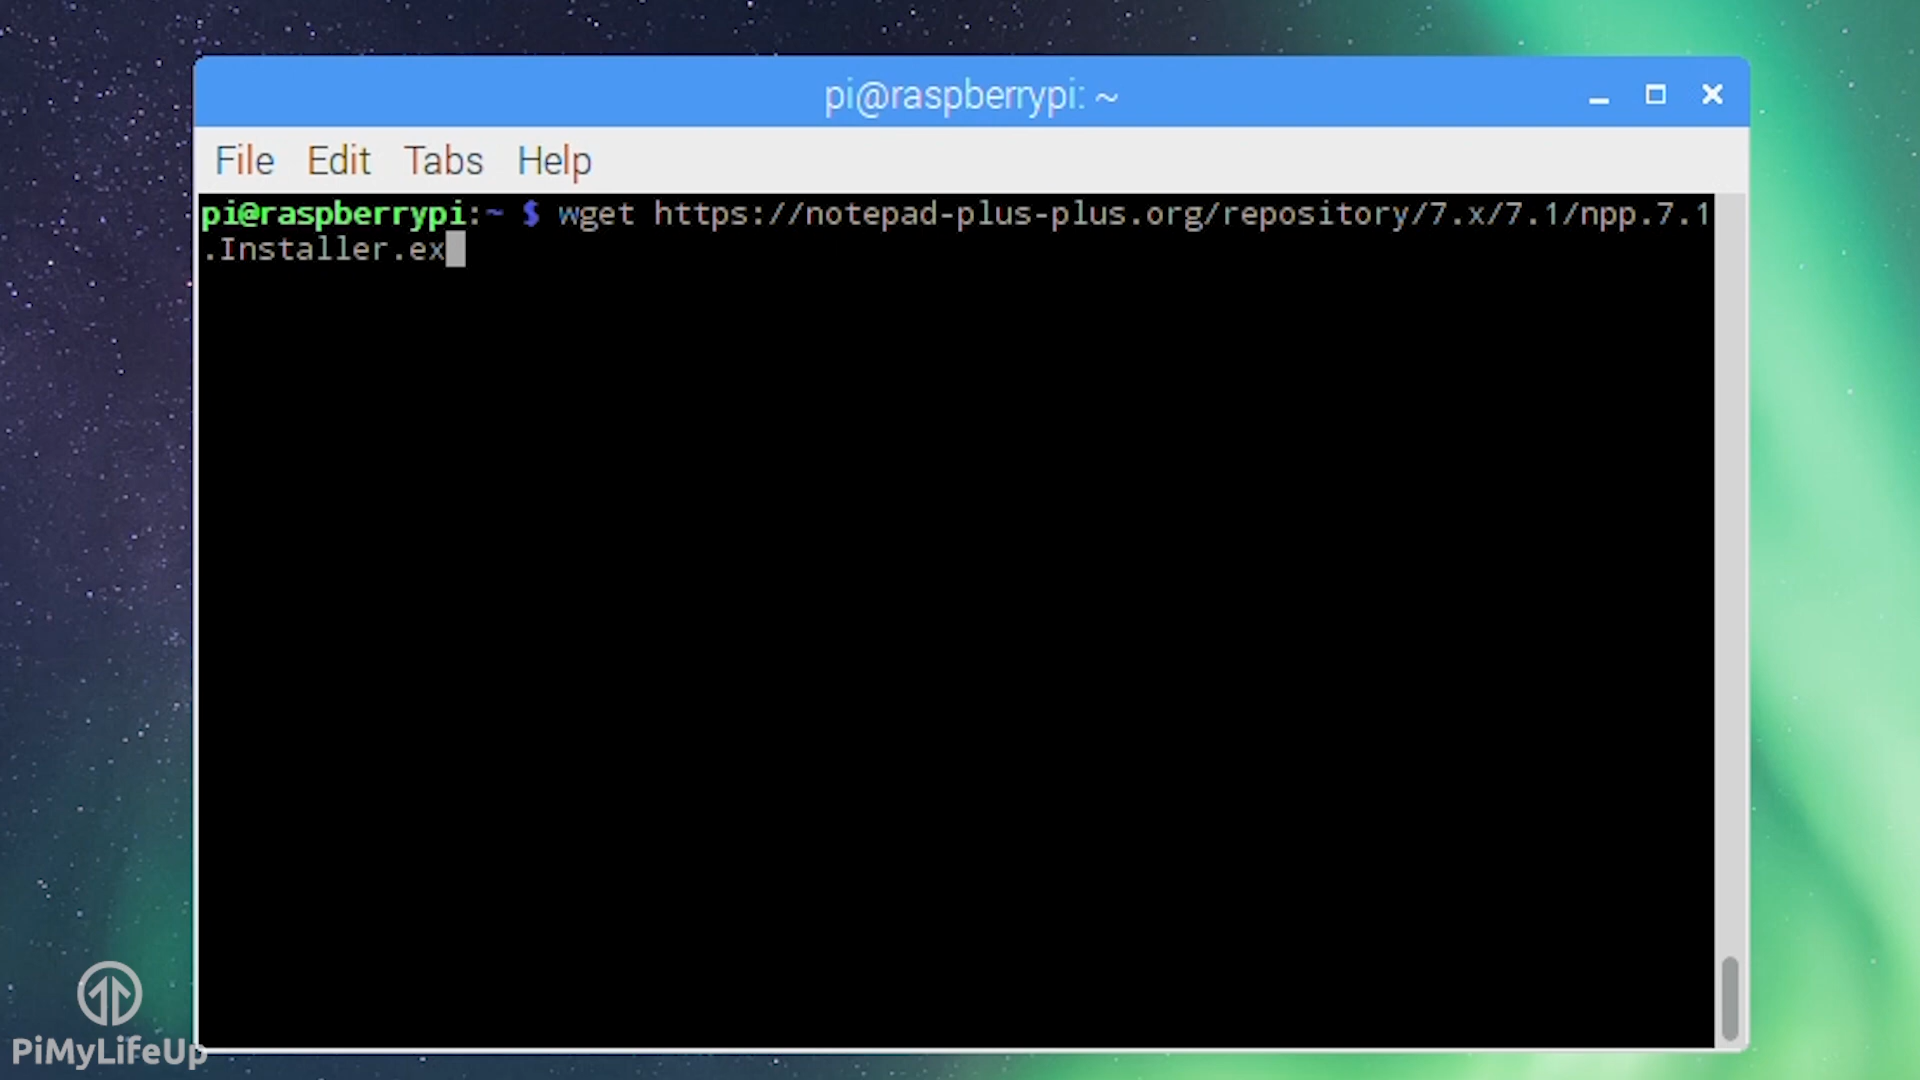 pi@raspberrypi: ~
File Edit Tabs Help
pi@raspberrypi:~ $ wget https://notepad-plus-plus.org/repository/7.x/7.1/npp.7.1
.Installer.ex
PiMyLifeUp